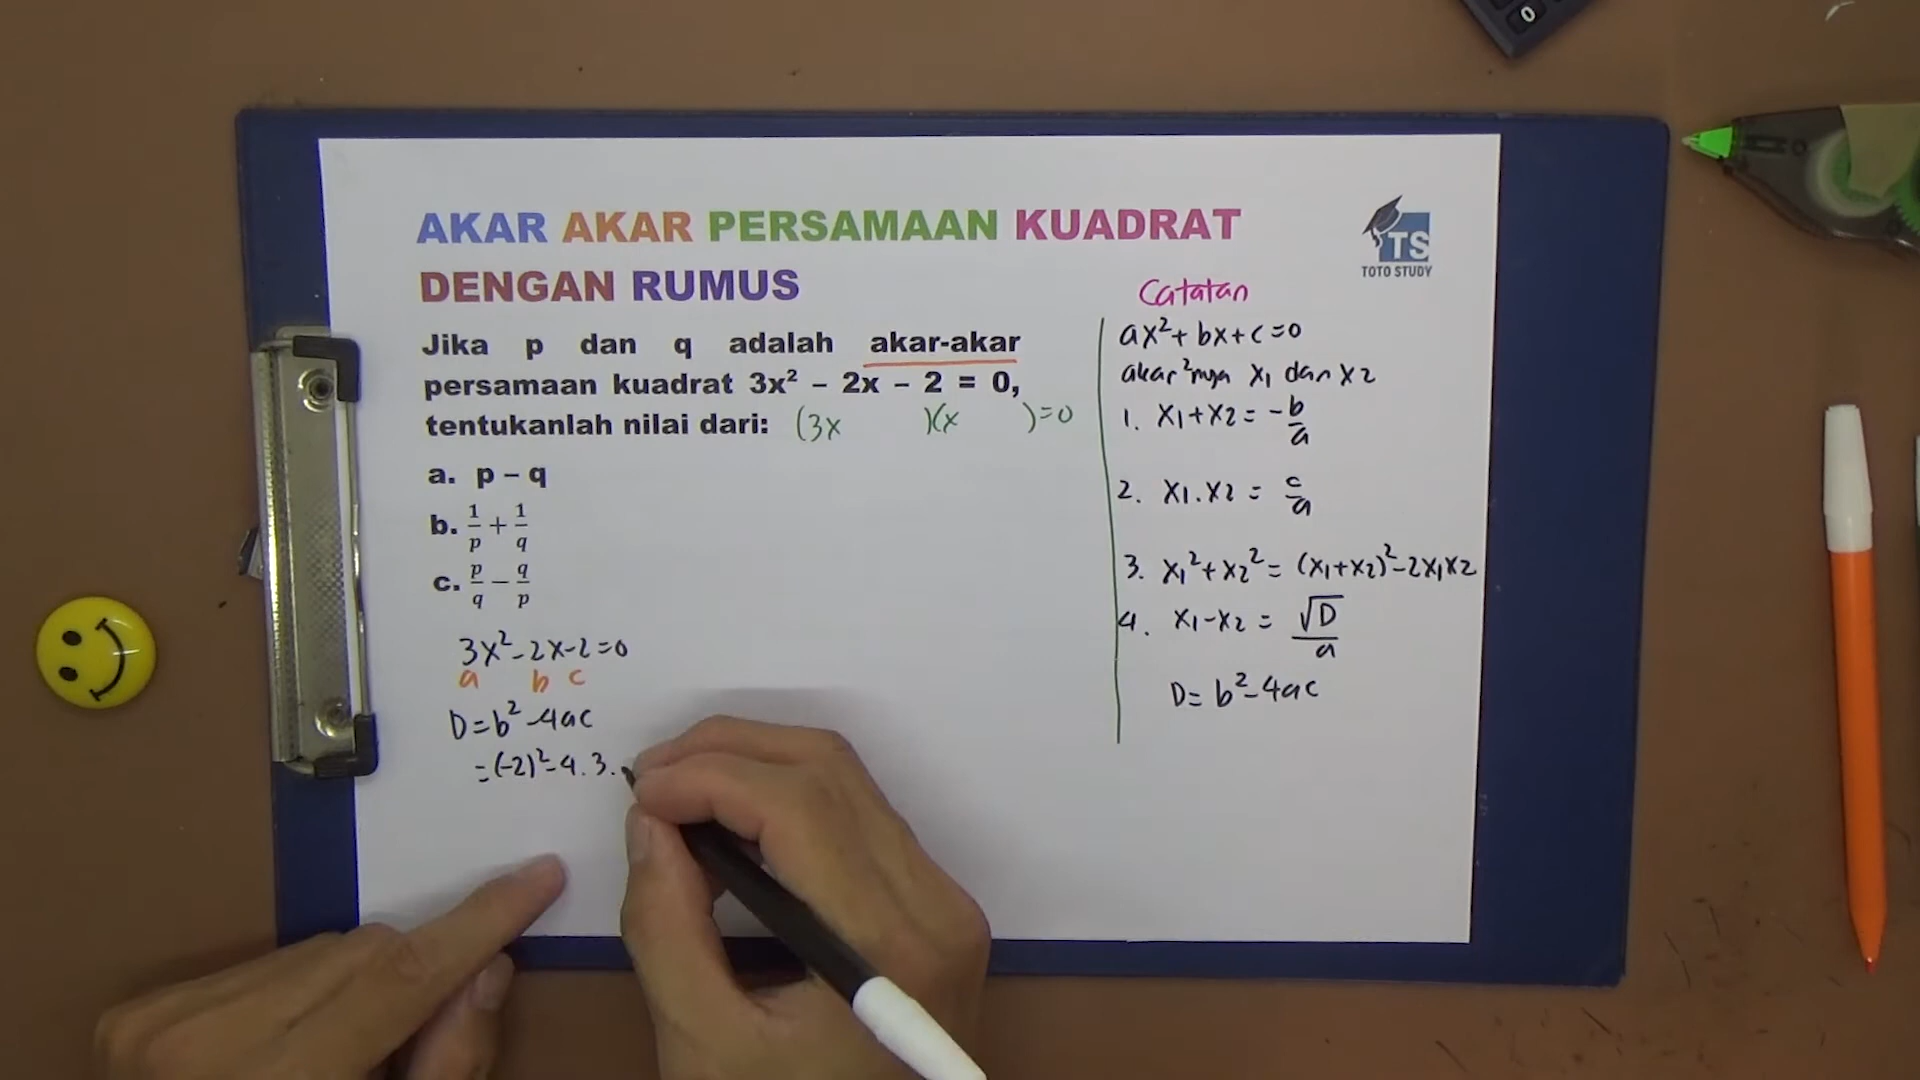 AKAR AKAR PERSAMAAN KUADRAT
DENGAN RUMUS
TS
TOTO STUDY
Jika p dan q adalah akar-akar
persamaan kuadrat 3x² – 2x – 2 = 0,
tentukanlah nilai dari: (3x )(x )=0
a. p – q
b. 1/p + 1/q
c. p/q – q/p
3x²-2x-2=0
a b c
D=b²-4ac
=(-2)²-4.3.
Catatan
ax²+bx+c=0
akar²nya x₁ dan x2
1. x₁+x2 = -b/a
2. x₁.x2 = c/a
3. x₁²+x2² = (x₁+x2)²-2x₁x2
4. x₁-x2 = √D/a
D= b²-4ac
0